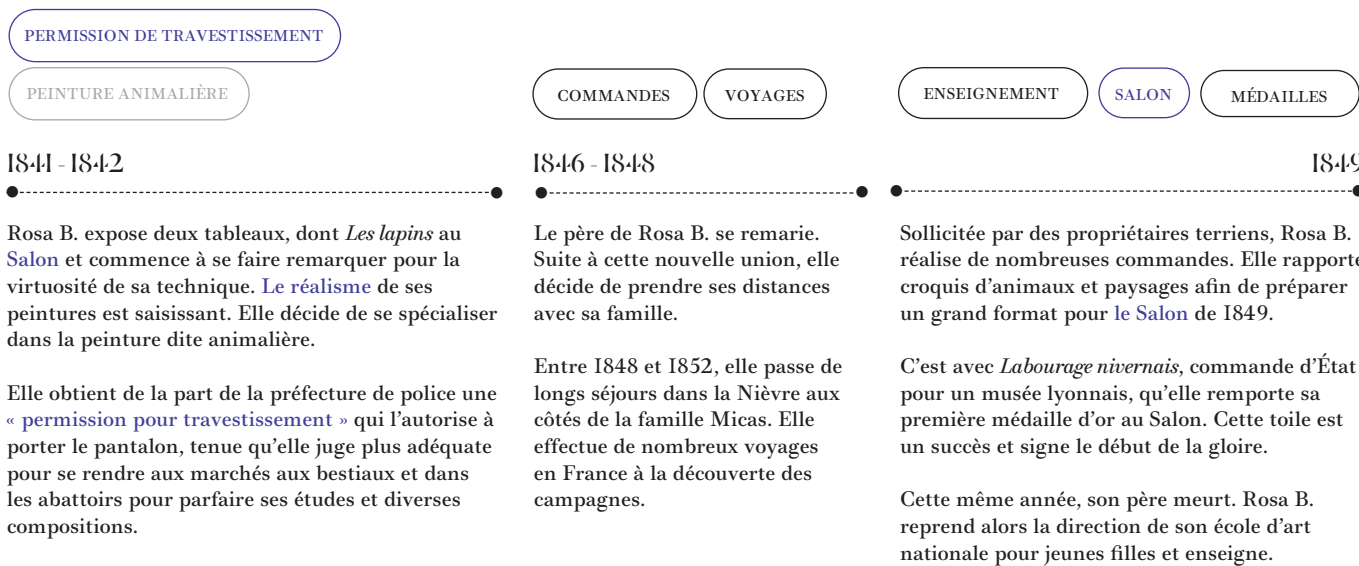 PERMISSION DE TRAVESTISSEMENT
PEINTURE ANIMALIÈRE
1841 - 1842
Rosa B. expose deux tableaux, dont Les lapins au
Salon et commence à se faire remarquer pour la
virtuosité de sa technique. Le réalisme de ses
peintures est saisissant. Elle décide de se spécialiser
dans la peinture dite animalière.
Elle obtient de la part de la préfecture de police une
« permission pour travestissement » qui l'autorise à
porter le pantalon, tenue qu'elle juge plus adéquate
pour se rendre aux marchés aux bestiaux et dans
les abattoirs pour parfaire ses études et diverses
compositions.
COMMANDES
VOYAGES
1846 - 1848
Le père de Rosa B. se remarie.
Suite à cette nouvelle union, elle
décide de prendre ses distances
avec sa famille.
Entre 1848 et 1852, elle passe de
longs séjours dans la Nièvre aux
côtés de la famille Micas. Elle
effectue de nombreux voyages
en France à la découverte des
campagnes.
ENSEIGNEMENT
SALON
MÉDAILLES
1849
Sollicitée par des propriétaires terriens, Rosa B.
réalise de nombreuses commandes. Elle rapporte
croquis d'animaux et paysages afin de préparer
un grand format pour le Salon de 1849.
C'est avec Labourage nivernais, commande d'État
pour un musée lyonnais, qu'elle remporte sa
première médaille d'or au Salon. Cette toile est
un succès et signe le début de la gloire.
Cette même année, son père meurt. Rosa B.
reprend alors la direction de son école d'art
nationale pour jeunes filles et enseigne.